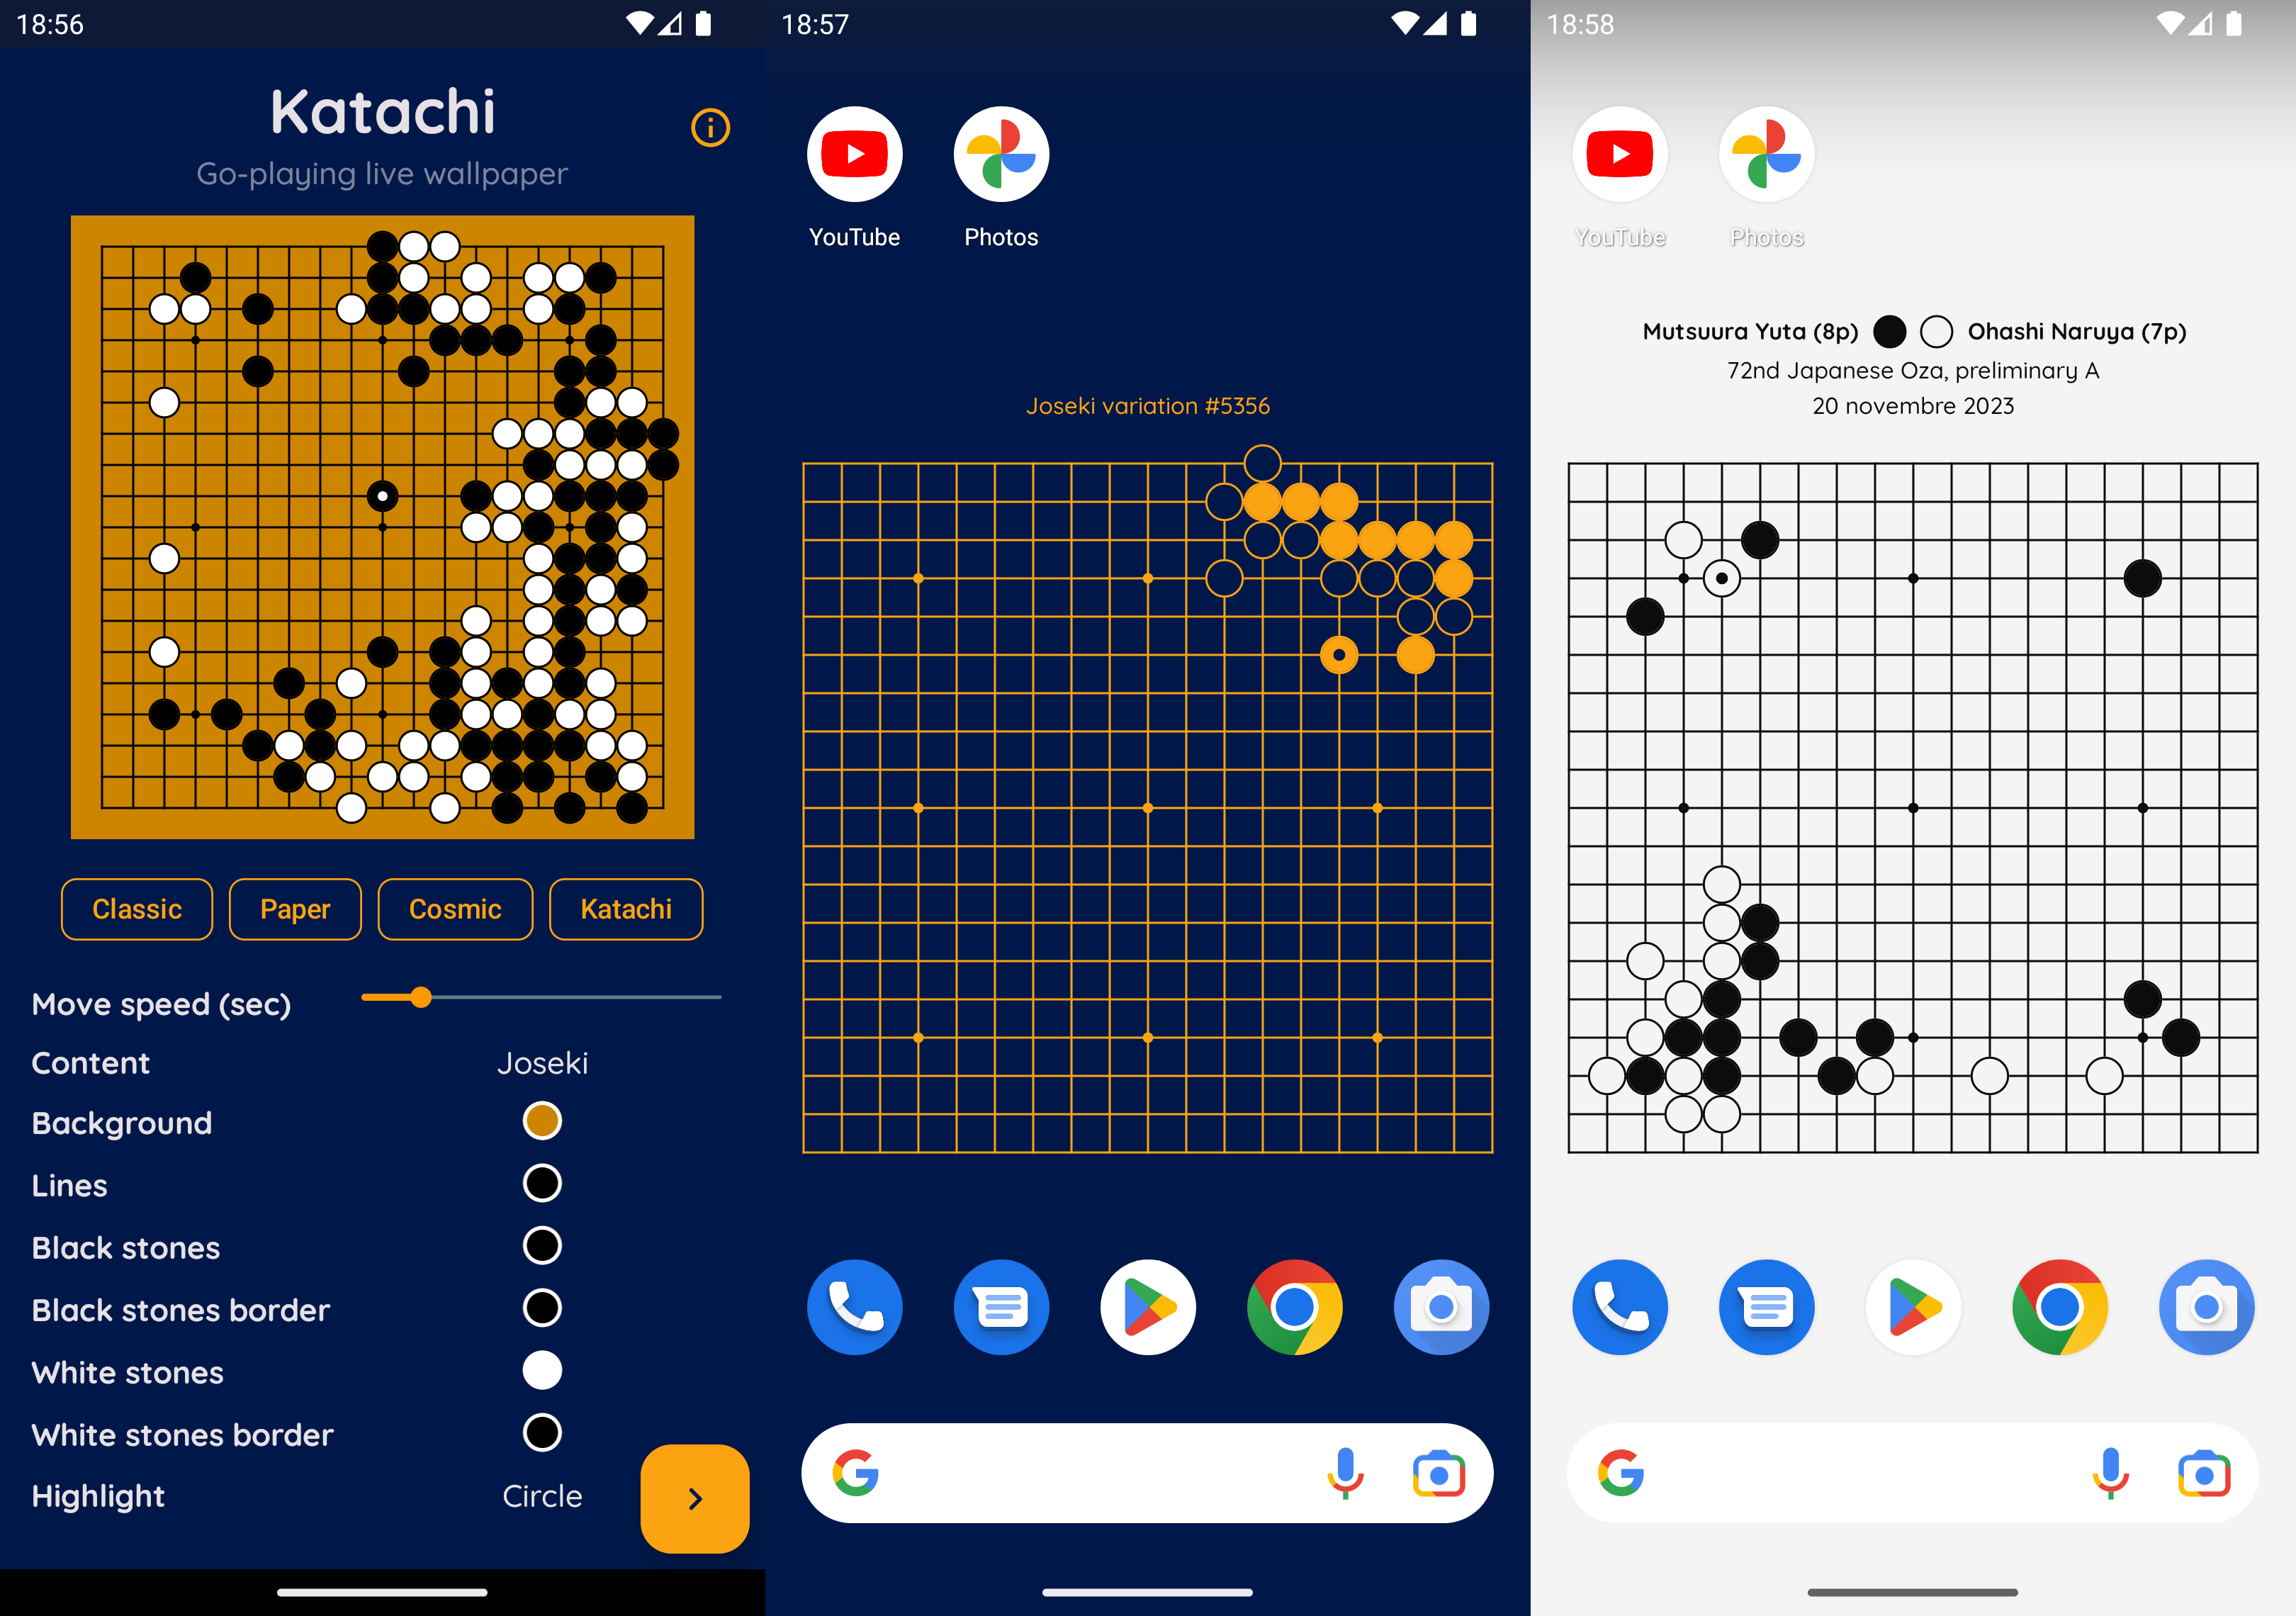 18:56
Katachi
Go-playing live wallpaper
Classic Paper Cosmic Katachi
Move speed (sec)
Content Joseki
Background
Lines
Black stones
Black stones border
White stones
White stones border
Highlight Circle
18:57
YouTube Photos
Joseki variation #5356
18:58
YouTube Photos
Mutsuura Yuta (8p) Ohashi Naruya (7p)
72nd Japanese Oza, preliminary A
20 novembre 2023